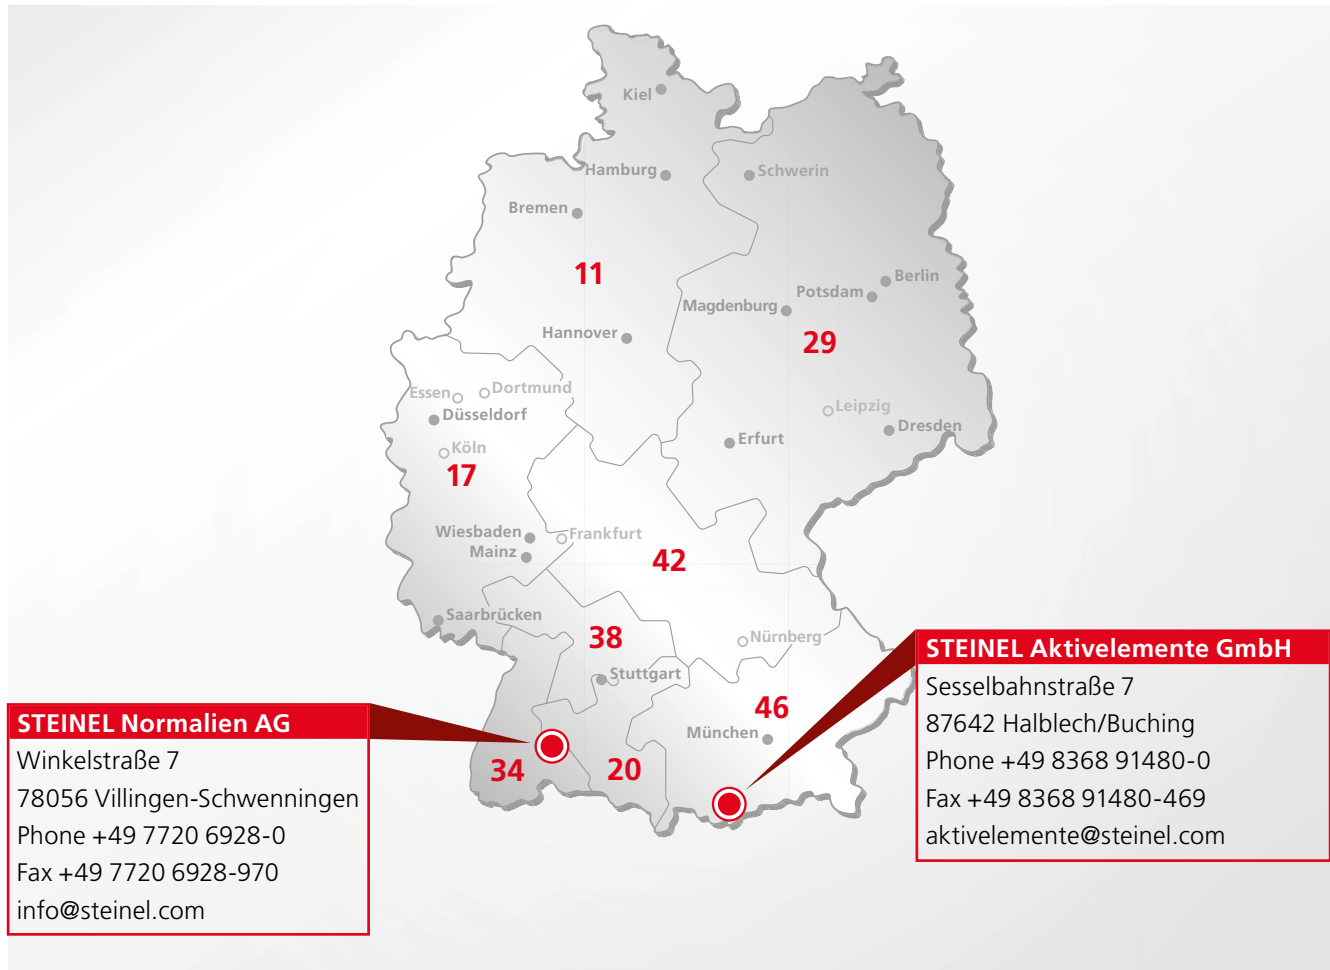 Kiel
Hamburg
Schwerin
Bremen
11
Berlin
Potsdam
Magdenburg
Hannover
29
Essen
Dortmund
Düsseldorf
Leipzig
Dresden
Erfurt
Köln
17
Wiesbaden
Frankfurt
Mainz
42
Saarbrücken
38
Nürnberg
Stuttgart
46
München
34
20
STEINEL Aktivelemente GmbH
Sesselbahnstraße 7
87642 Halblech/Buching
Phone +49 8368 91480-0
Fax +49 8368 91480-469
aktivelemente@steinel.com
STEINEL Normalien AG
Winkelstraße 7
78056 Villingen-Schwenningen
Phone +49 7720 6928-0
Fax +49 7720 6928-970
info@steinel.com